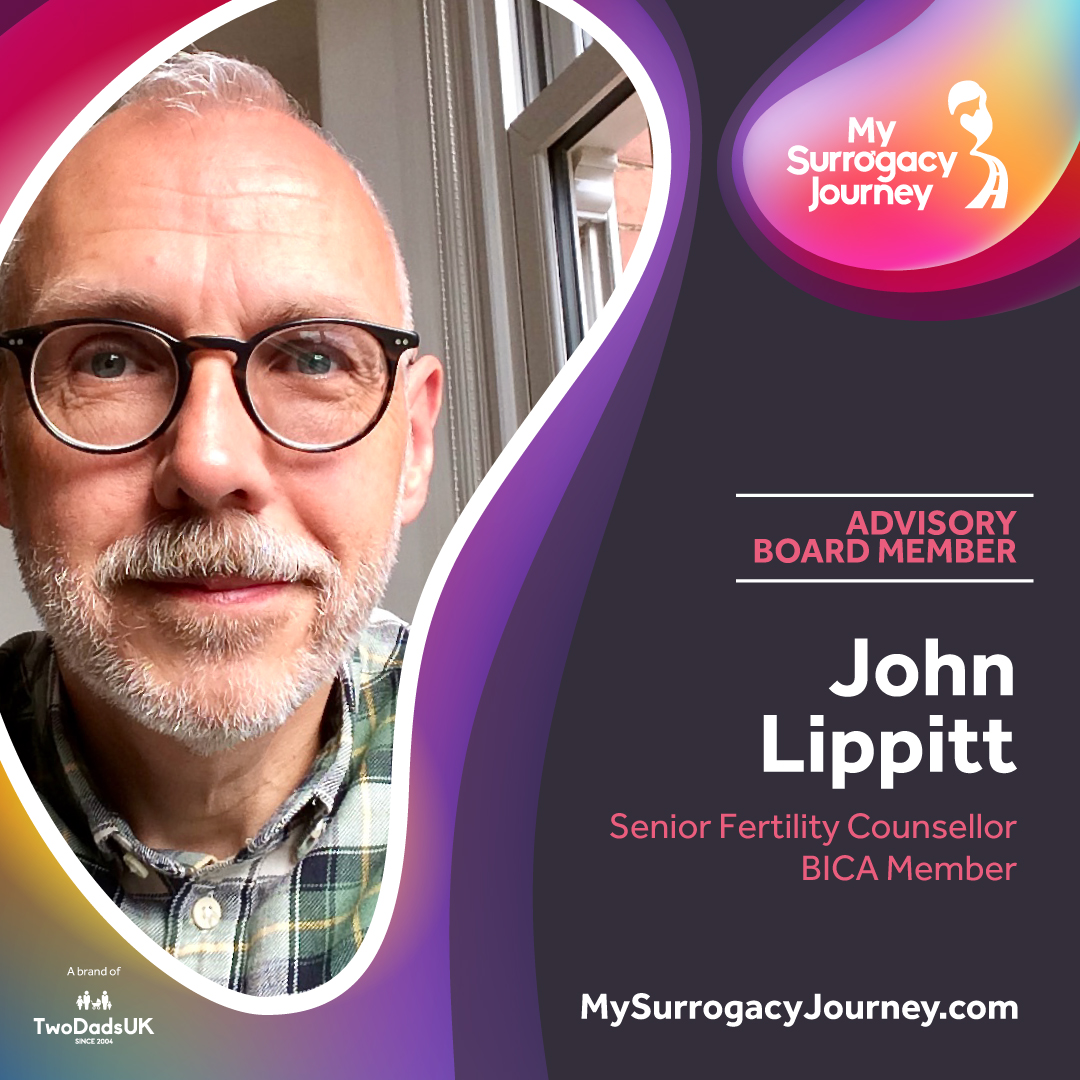 My
Surrogacy
Journey
ADVISORY
BOARD MEMBER
John
Lippitt
Senior Fertility Counsellor
BICA Member
A brand of
TwoDadsUK
SINCE 2004
MySurrogacyJourney.com